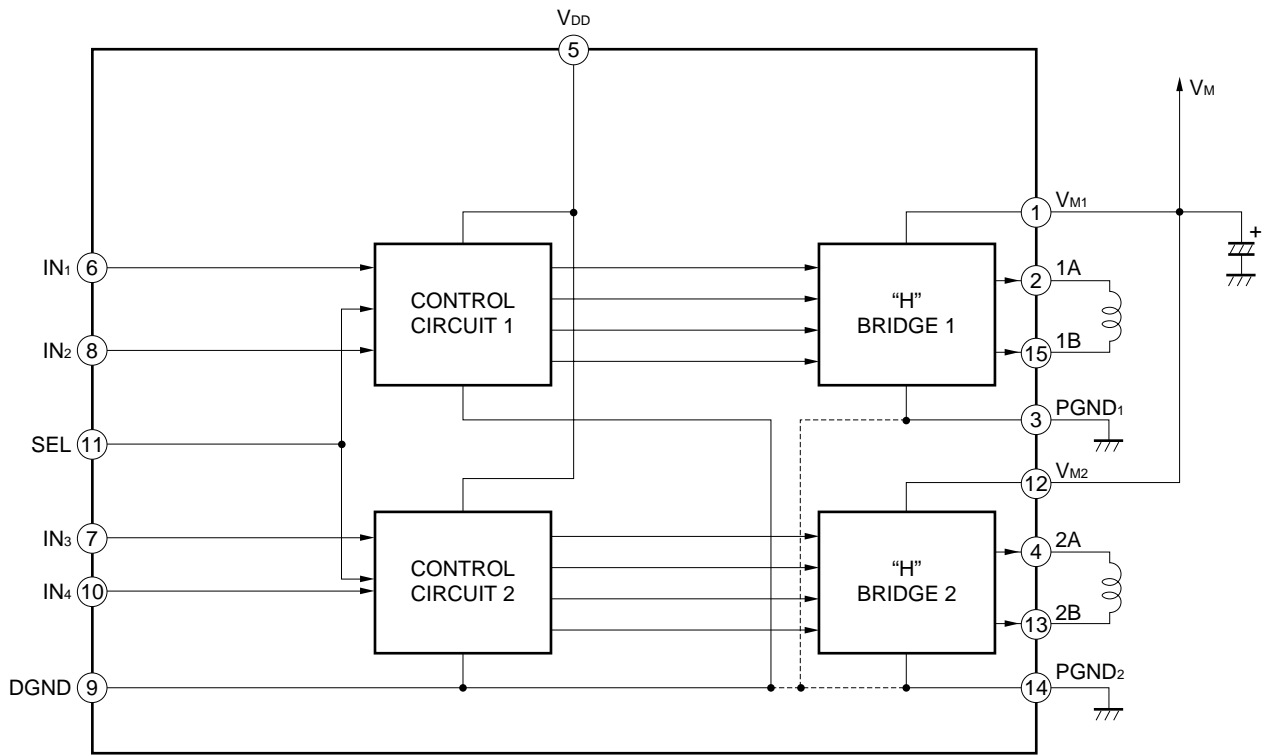 VDD
5
VM
VM1
1
IN1 6
CONTROL
CIRCUIT 1
“H”
BRIDGE 1
2 1A
+
IN2 8
15 1B
SEL 11
3 PGND1
12 VM2
IN3 7
CONTROL
CIRCUIT 2
“H”
BRIDGE 2
4 2A
IN4 10
13 2B
DGND 9
14 PGND2